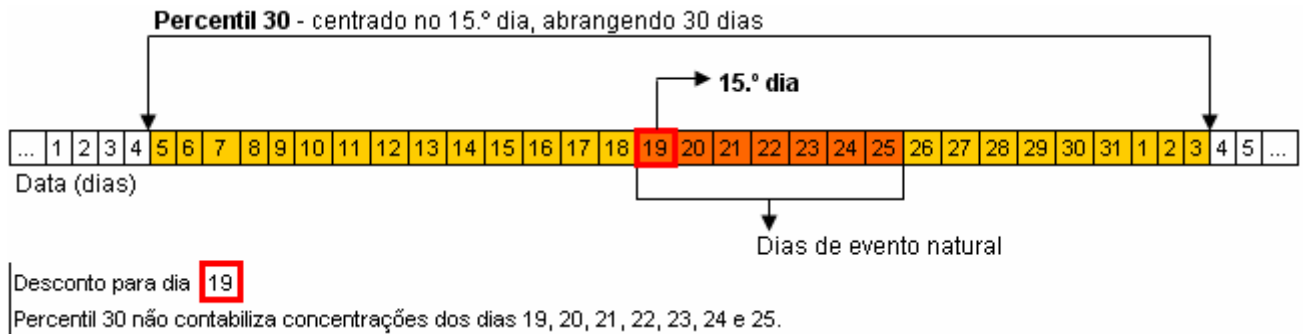 Percentil 30 - centrado no 15.º dia, abrangendo 30 dias
15.º dia
... 1 2 3 4 5 6 7 8 9 10 11 12 13 14 15 16 17 18 19 20 21 22 23 24 25 26 27 28 29 30 31 1 2 3 4 5 ...
Data (dias)
Dias de evento natural
Desconto para dia 19
Percentil 30 não contabiliza concentrações dos dias 19, 20, 21, 22, 23, 24 e 25.